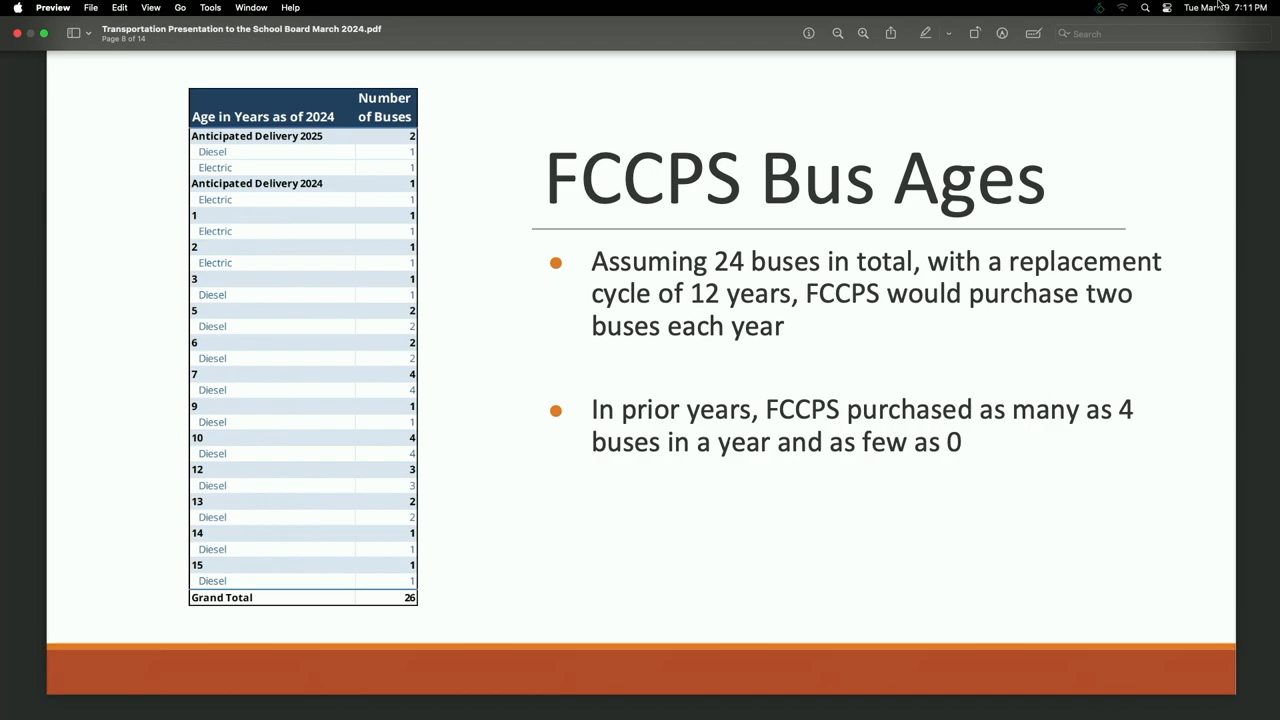 Preview File Edit View Go Tools Window Help
7:11 PM
Transportation Presentation to the School Board March 2024.pdf
Page 8 of 14
Search
Age in Years as of 2024 Number of Buses
Anticipated Delivery 2025 2
Diesel 1
Electric 1
Anticipated Delivery 2024 1
Electric 1
1 1
Electric 1
2 1
Electric 1
3 1
Diesel 1
5 2
Diesel 2
6 2
Diesel 2
7 4
Diesel 4
9 1
Diesel 1
10 4
Diesel 4
12 3
Diesel 3
13 2
Diesel 2
14 1
Diesel 1
15 1
Diesel 1
Grand Total 26
FCCPS Bus Ages
Assuming 24 buses in total, with a replacement
cycle of 12 years, FCCPS would purchase two
buses each year
In prior years, FCCPS purchased as many as 4
buses in a year and as few as 0